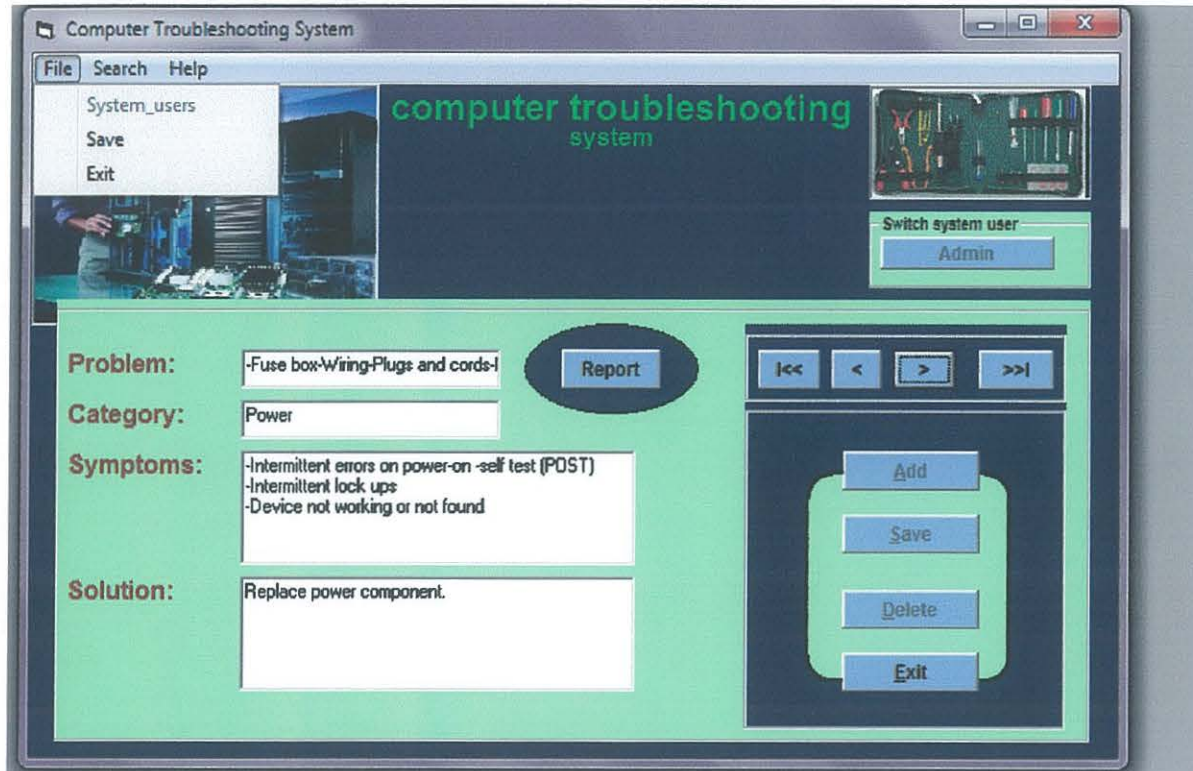 Computer Troubleshooting System
File Search Help
System_users
Save
Exit
computer troubleshooting
system
Switch system user
Admin
Problem:
-Fuse box-Wiring-Plugs and cords-
Report
I<< < > >>I
Category:
Power
Symptoms:
-Intermittent errors on power-on -self test (POST)
-Intermittent lock ups
-Device not working or not found
Solution:
Replace power component.
Add
Save
Delete
Exit